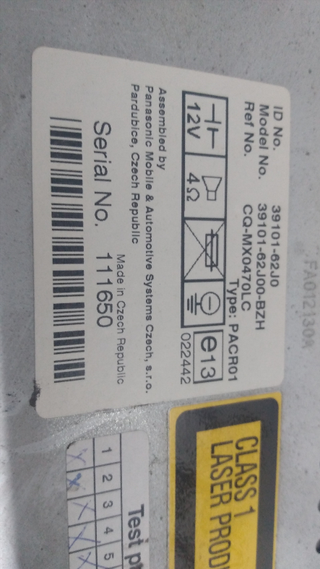 ID No. 39101-62J0
Model No. 39101-62J00-BZH
Ref No. CQ-MX0470LC
Type: PACR01
12V 4Ω e13
022442
Assembled by
Panasonic Mobile & Automotive Systems Czech, s.r.o.
Pardubice, Czech Republic
Made in Czech Republic
Serial No. 111650
CLASS 1
LASER
Test
1 2 3 4 5